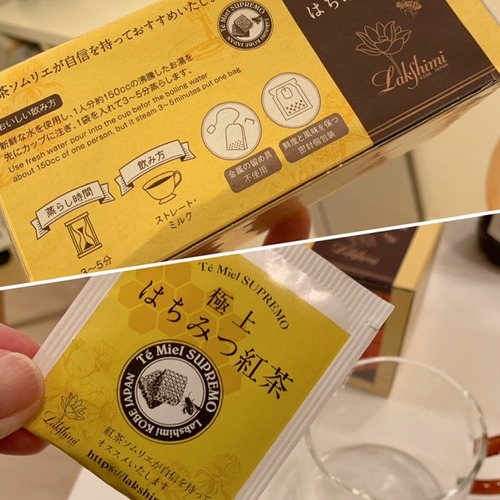 茶ソムリエが自信を持っておすすめいたし
はちみ
Té Miel SUPREMO
Lakshimi KOBE JAPAN
Lakshimi
KOBE JAPAN
おいしい飲み方
新鮮な水を使用し、1人分約150ccの沸騰したお湯を
先にカップに注ぎ、1袋を入れて3〜5分蒸らします。
Use fresh water pour into the cup befor the boiling water
about 150cc of one person, but it steam 3~5minutes put one bag.
蒸らし時間
3〜5分
飲み方
ストレート・
ミルク
金属の留め具
不使用
鮮度と風味を保つ
密封個包装
Té Miel SUPREMO
極上
はちみつ紅茶
Té Miel SUPREMO
Lakshimi KOBE JAPAN
Lakshimi
紅茶ソムリエが自信を持って
オススメいたします
https://lakshim